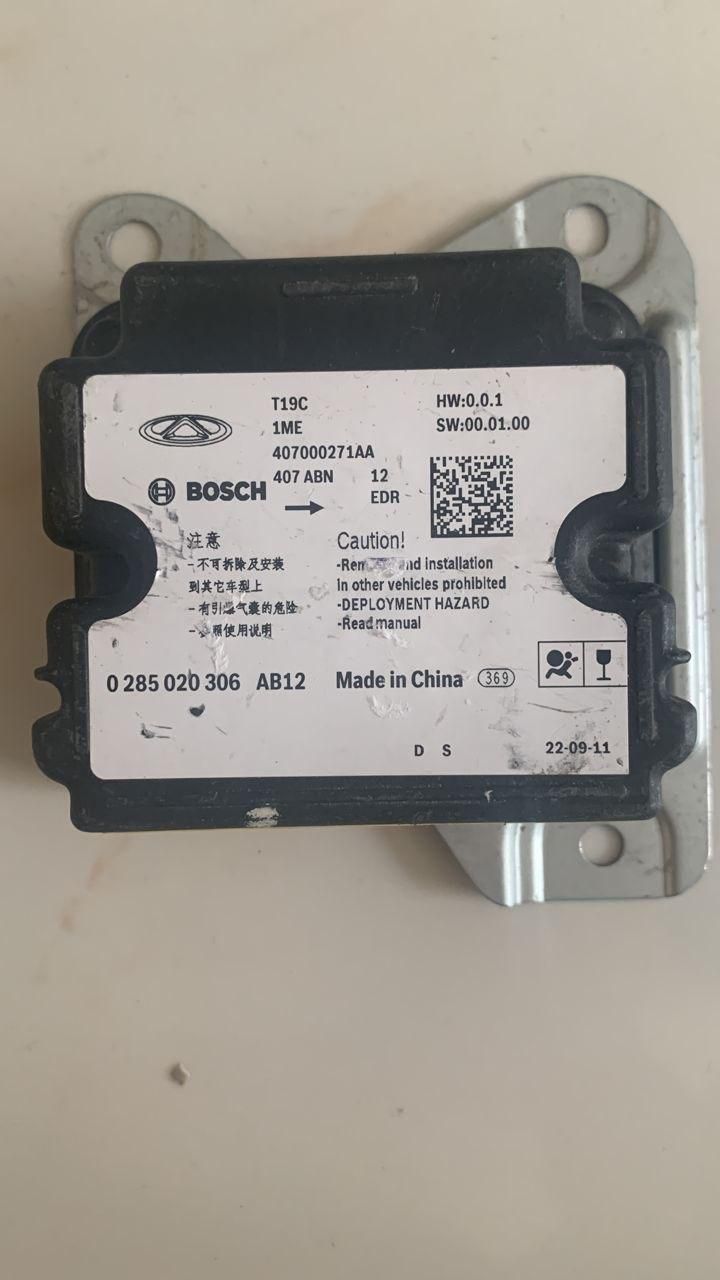 T19C
1ME
407000271AA
407 ABN 12
EDR
HW:0.0.1
SW:00.01.00
BOSCH
注意
-不可拆除及安装
到其它车型上
-有引爆气囊的危险
-照使用说明
Caution!
- and installation
in other vehicles prohibited
-DEPLOYMENT HAZARD
-Read manual
0 285 020 306 AB12 Made in China 369
D S 22-09-11